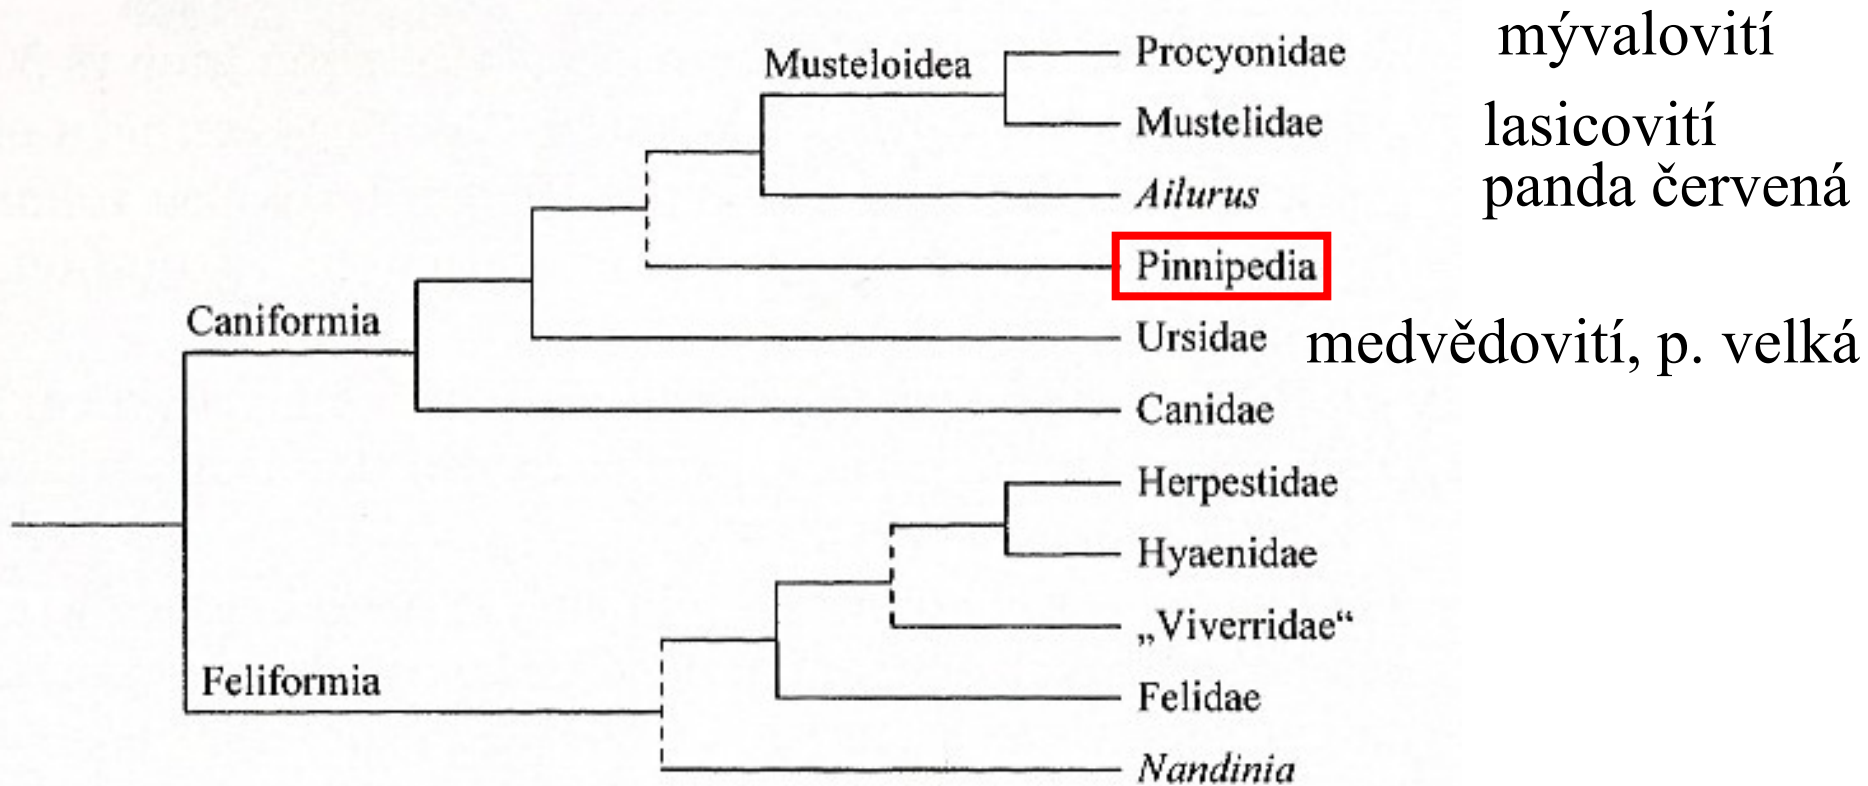 mývalovití
Musteloidea
Procyonidae
Mustelidae
lasicovití
Ailurus
panda červená
Pinnipedia
Caniformia
Ursidae
medvědovití, p. velká
Canidae
Herpestidae
Hyaenidae
„Viverridae“
Feliformia
Felidae
Nandinia